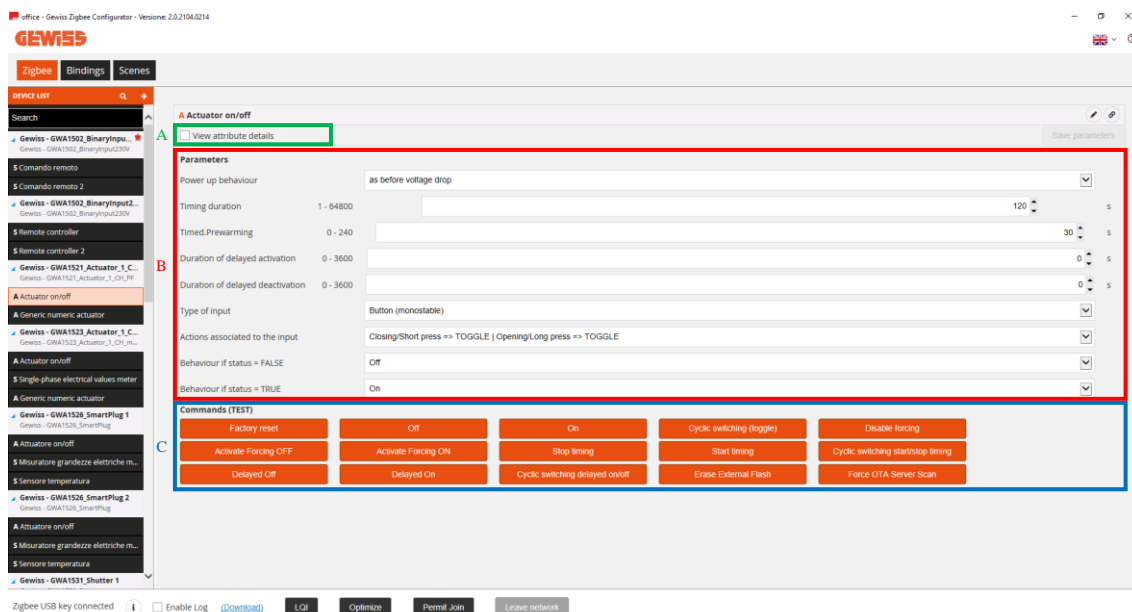 office - Gewiss Zigbee Configurator - Versione: 2.0.2104.0214
GEWISS
Zigbee Bindings Scenes
DEVICE LIST
Search
Gewiss - GWA1502_BinaryInpu...
Gewiss - GWA1502_BinaryInput230V
S Comando remoto
S Comando remoto 2
Gewiss - GWA1502_BinaryInput2...
Gewiss - GWA1502_BinaryInput230V
S Remote controller
S Remote controller 2
Gewiss - GWA1521_Actuator_1_C...
Gewiss - GWA1521_Actuator_1_CH_PF
A Actuator on/off
A Generic numeric actuator
Gewiss - GWA1523_Actuator_1_C...
Gewiss - GWA1523_Actuator_1_CH_m...
A Actuator on/off
S Single-phase electrical values meter
A Generic numeric actuator
Gewiss - GWA1526_SmartPlug 1
Gewiss - GWA1526_SmartPlug
A Attuatore on/off
S Misuratore grandezze elettriche m...
S Sensore temperatura
Gewiss - GWA1526_SmartPlug 2
Gewiss - GWA1526_SmartPlug
A Attuatore on/off
S Misuratore grandezze elettriche m...
S Sensore temperatura
Gewiss - GWA1531_Shutter 1
A Actuator on/off
A View attribute details Save parameters
B
Parameters
Power up behaviour as before voltage drop
Timing duration 1 - 64800 120 s
Timed.Prewarming 0 - 240 30 s
Duration of delayed activation 0 - 3600 0 s
Duration of delayed deactivation 0 - 3600 0 s
Type of input Button (monostable)
Actions associated to the input Closing/Short press => TOGGLE | Opening/Long press => TOGGLE
Behaviour if status = FALSE Off
Behaviour if status = TRUE On
C
Commands (TEST)
Factory reset Off On Cyclic switching (toggle) Disable forcing
Activate Forcing OFF Activate Forcing ON Stop timing Start timing Cyclic switching start/stop timing
Delayed Off Delayed On Cyclic switching delayed on/off Erase External Flash Force OTA Server Scan
Zigbee USB key connected i Enable Log (Download) LQI Optimize Permit Join Leave network